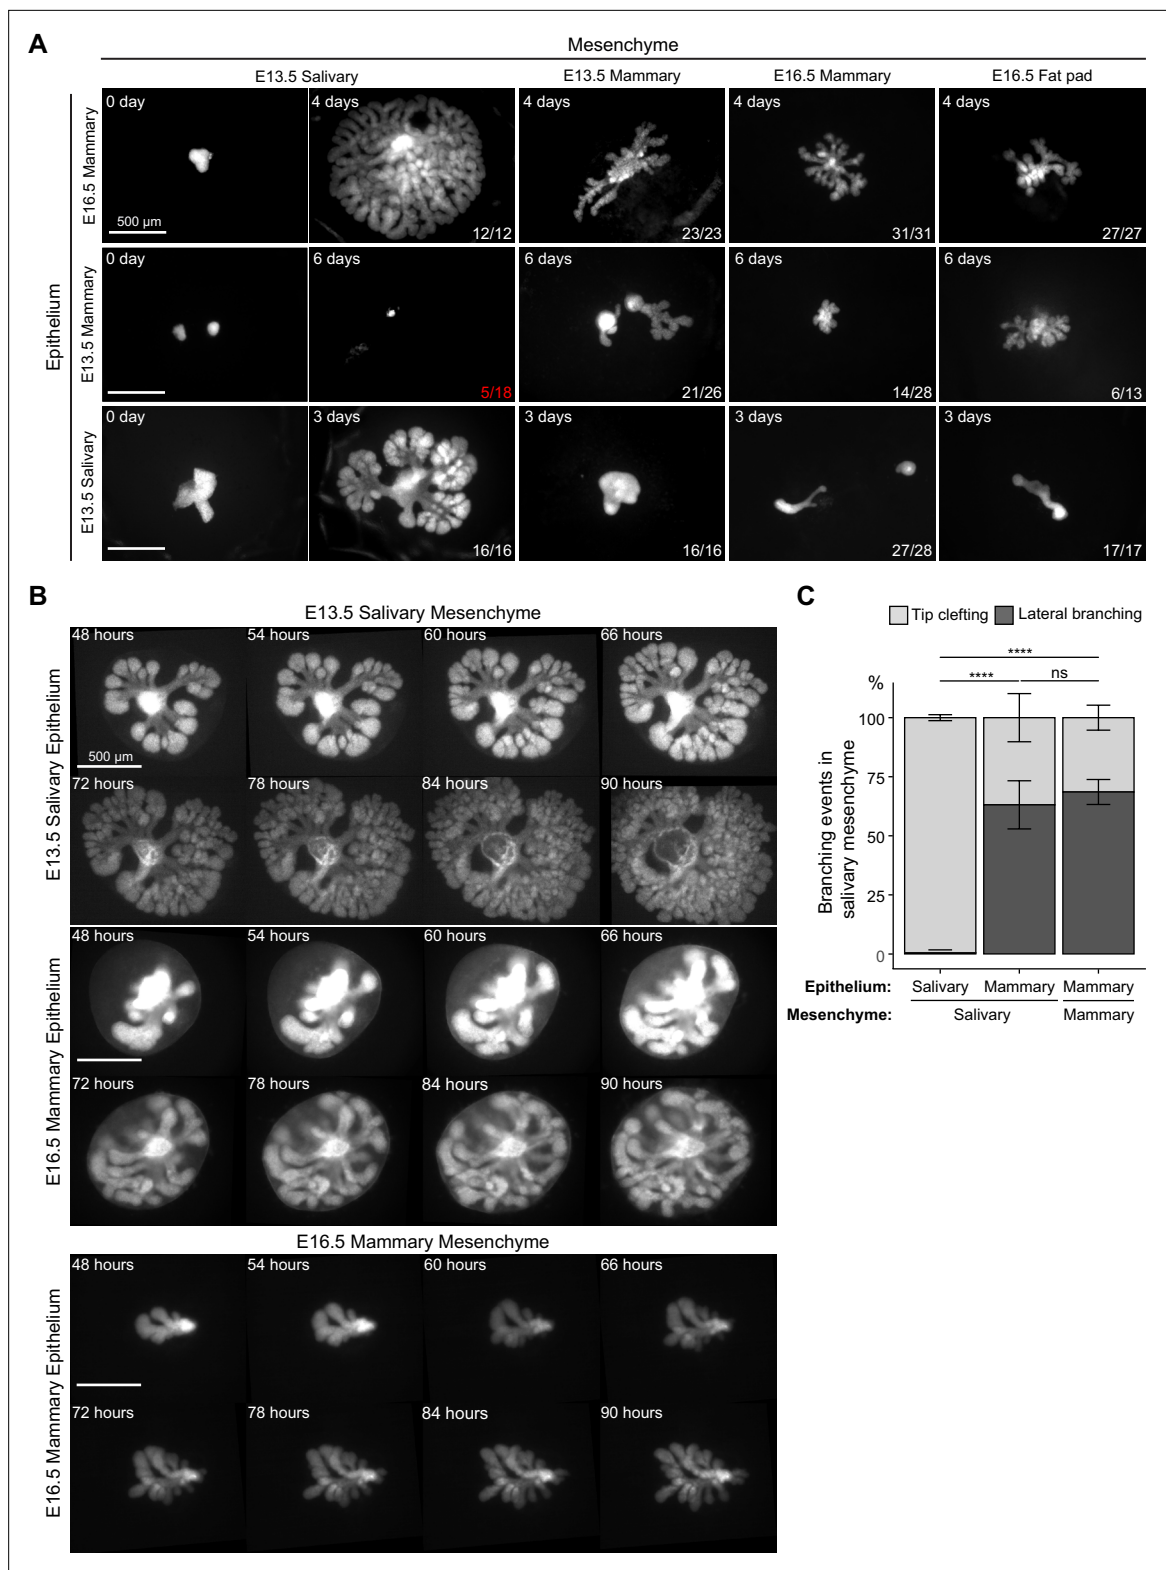 A
Mesenchyme
E13.5 Salivary
E13.5 Mammary
E16.5 Mammary
E16.5 Fat pad
Epithelium
E16.5 Mammary
0 day
500 µm
4 days
12/12
4 days
23/23
4 days
31/31
4 days
27/27
E13.5 Mammary
0 day
6 days
5/18
6 days
21/26
6 days
14/28
6 days
6/13
E13.5 Salivary
0 day
3 days
16/16
3 days
16/16
3 days
27/28
3 days
17/17
B
E13.5 Salivary Mesenchyme
E13.5 Salivary Epithelium
48 hours
54 hours
60 hours
66 hours
500 µm
72 hours
78 hours
84 hours
90 hours
E16.5 Mammary Epithelium
48 hours
54 hours
60 hours
66 hours
72 hours
78 hours
84 hours
90 hours
E16.5 Mammary Mesenchyme
E16.5 Mammary Epithelium
48 hours
54 hours
60 hours
66 hours
72 hours
78 hours
84 hours
90 hours
C
Tip clefting
Lateral branching
****
****
ns
%
100
75
50
25
0
Branching events in
salivary mesenchyme
Epithelium: Salivary Mammary Mammary
Mesenchyme: Salivary Mammary